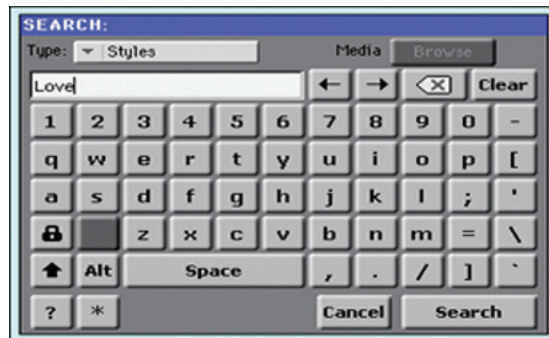 SEARCH:
Type: Styles Media Browse
Love Clear
1 2 3 4 5 6 7 8 9 0 -
q w e r t y u i o p [
a s d f g h j k l ; '
z x c v b n m = \
Alt Space , . / ] `
? * Cancel Search